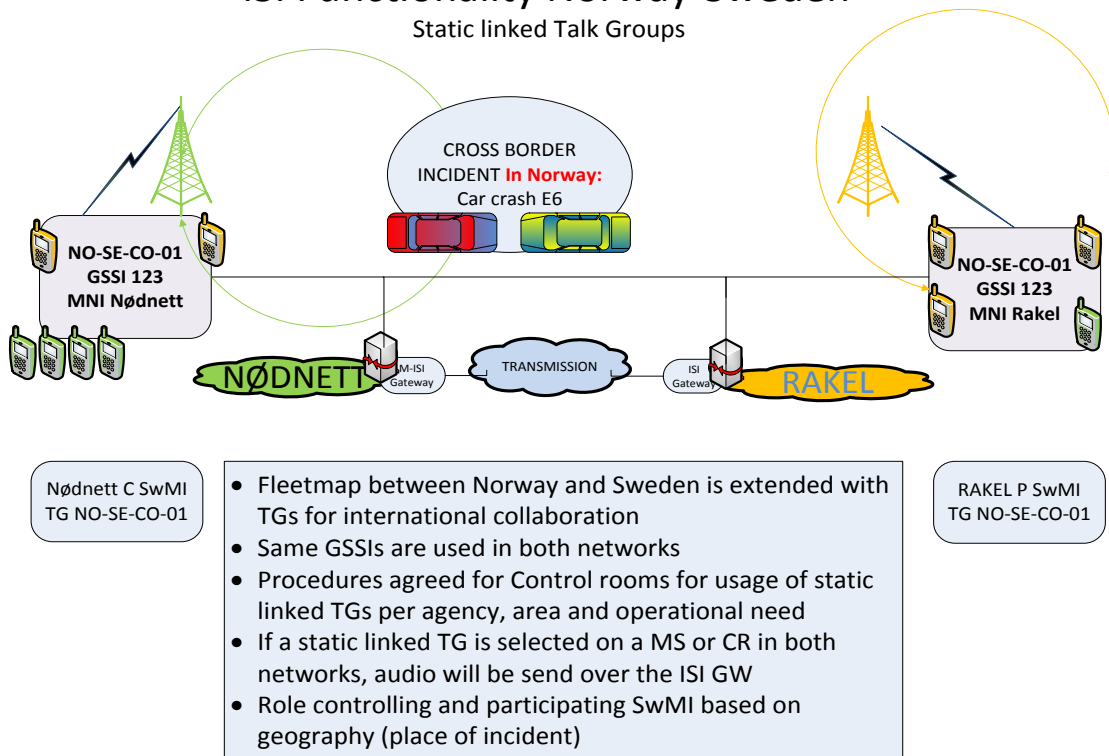 Functionality Norway Sweden
Static linked Talk Groups
CROSS BORDER
INCIDENT In Norway:
Car crash E6
NO-SE-CO-01
GSSI 123
MNI Nødnett
NO-SE-CO-01
GSSI 123
MNI Rakel
NØDNETT
M-ISI
Gateway
TRANSMISSION
ISI
Gateway
RAKEL
Nødnett C SwMI
TG NO-SE-CO-01
• Fleetmap between Norway and Sweden is extended with
TGs for international collaboration
• Same GSSIs are used in both networks
• Procedures agreed for Control rooms for usage of static
linked TGs per agency, area and operational need
• If a static linked TG is selected on a MS or CR in both
networks, audio will be send over the ISI GW
• Role controlling and participating SwMI based on
geography (place of incident)
RAKEL P SwMI
TG NO-SE-CO-01